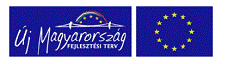 Új Magyarország
FEJLESZTÉSI TERV